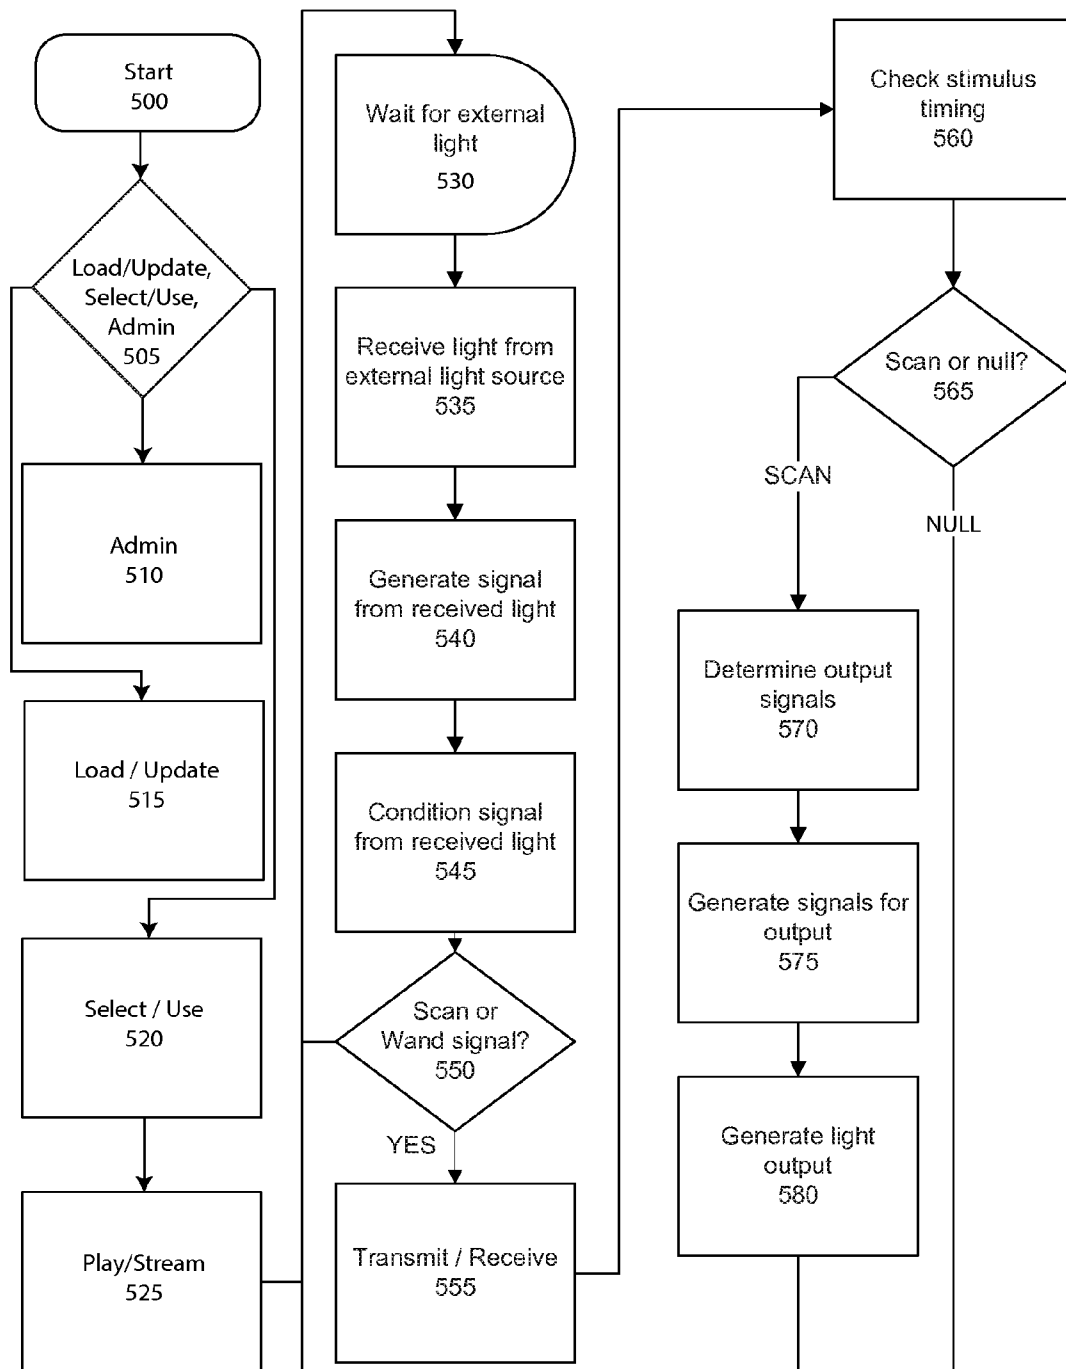 Start
500
Load/Update,
Select/Use,
Admin
505
Admin
510
Load / Update
515
Select / Use
520
Play/Stream
525
Wait for external
light
530
Receive light from
external light source
535
Generate signal
from received light
540
Condition signal
from received light
545
Scan or
Wand signal?
550
YES
Transmit / Receive
555
Check stimulus
timing
560
Scan or null?
565
SCAN
NULL
Determine output
signals
570
Generate signals for
output
575
Generate light
output
580